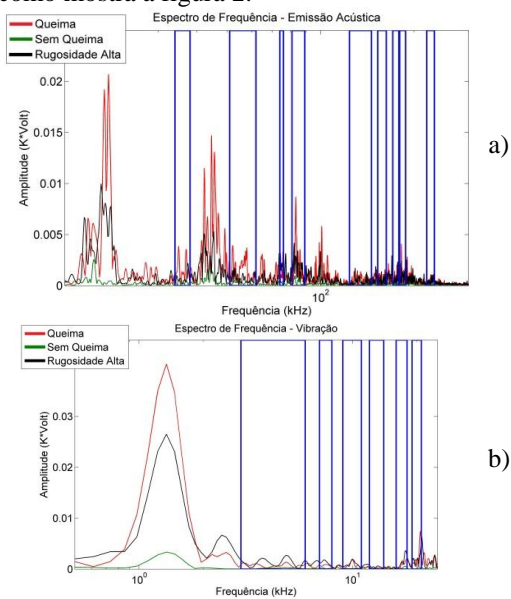 como mostra a figura 2.
Espectro de Frequência - Emissão Acústica
Queima
Sem Queima
Rugosidade Alta
Amplitude (K*Volt)
0.02
0.015
0.01
0.005
0
10²
Frequência (kHz)
a)
Espectro de Frequência - Vibração
Queima
Sem Queima
Rugosidade Alta
Amplitude (K*Volt)
0.03
0.02
0.01
0
10⁰
10¹
Frequência (kHz)
b)